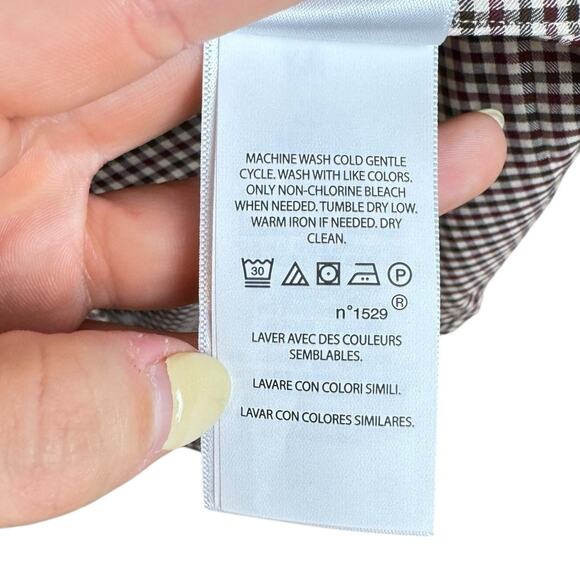 MACHINE WASH COLD GENTLE
CYCLE. WASH WITH LIKE COLORS.
ONLY NON-CHLORINE BLEACH
WHEN NEEDED. TUMBLE DRY LOW.
WARM IRON IF NEEDED. DRY
CLEAN.
30 P
n°1529 ®
LAVER AVEC DES COULEURS
SEMBLABLES.
LAVARE CON COLORI SIMILI.
LAVAR CON COLORES SIMILARES.